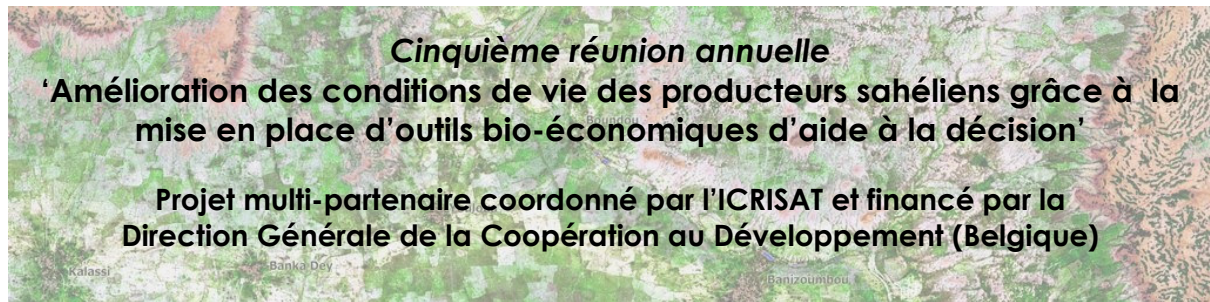 Cinquième réunion annuelle
‘Amélioration des conditions de vie des producteurs sahéliens grâce à la
mise en place d’outils bio-économiques d’aide à la décision’
Boundou
Projet multi-partenaire coordonné par l’ICRISAT et financé par la
Direction Générale de la Coopération au Développement (Belgique)
Kalassi
Banka Dey
Banizoumbou